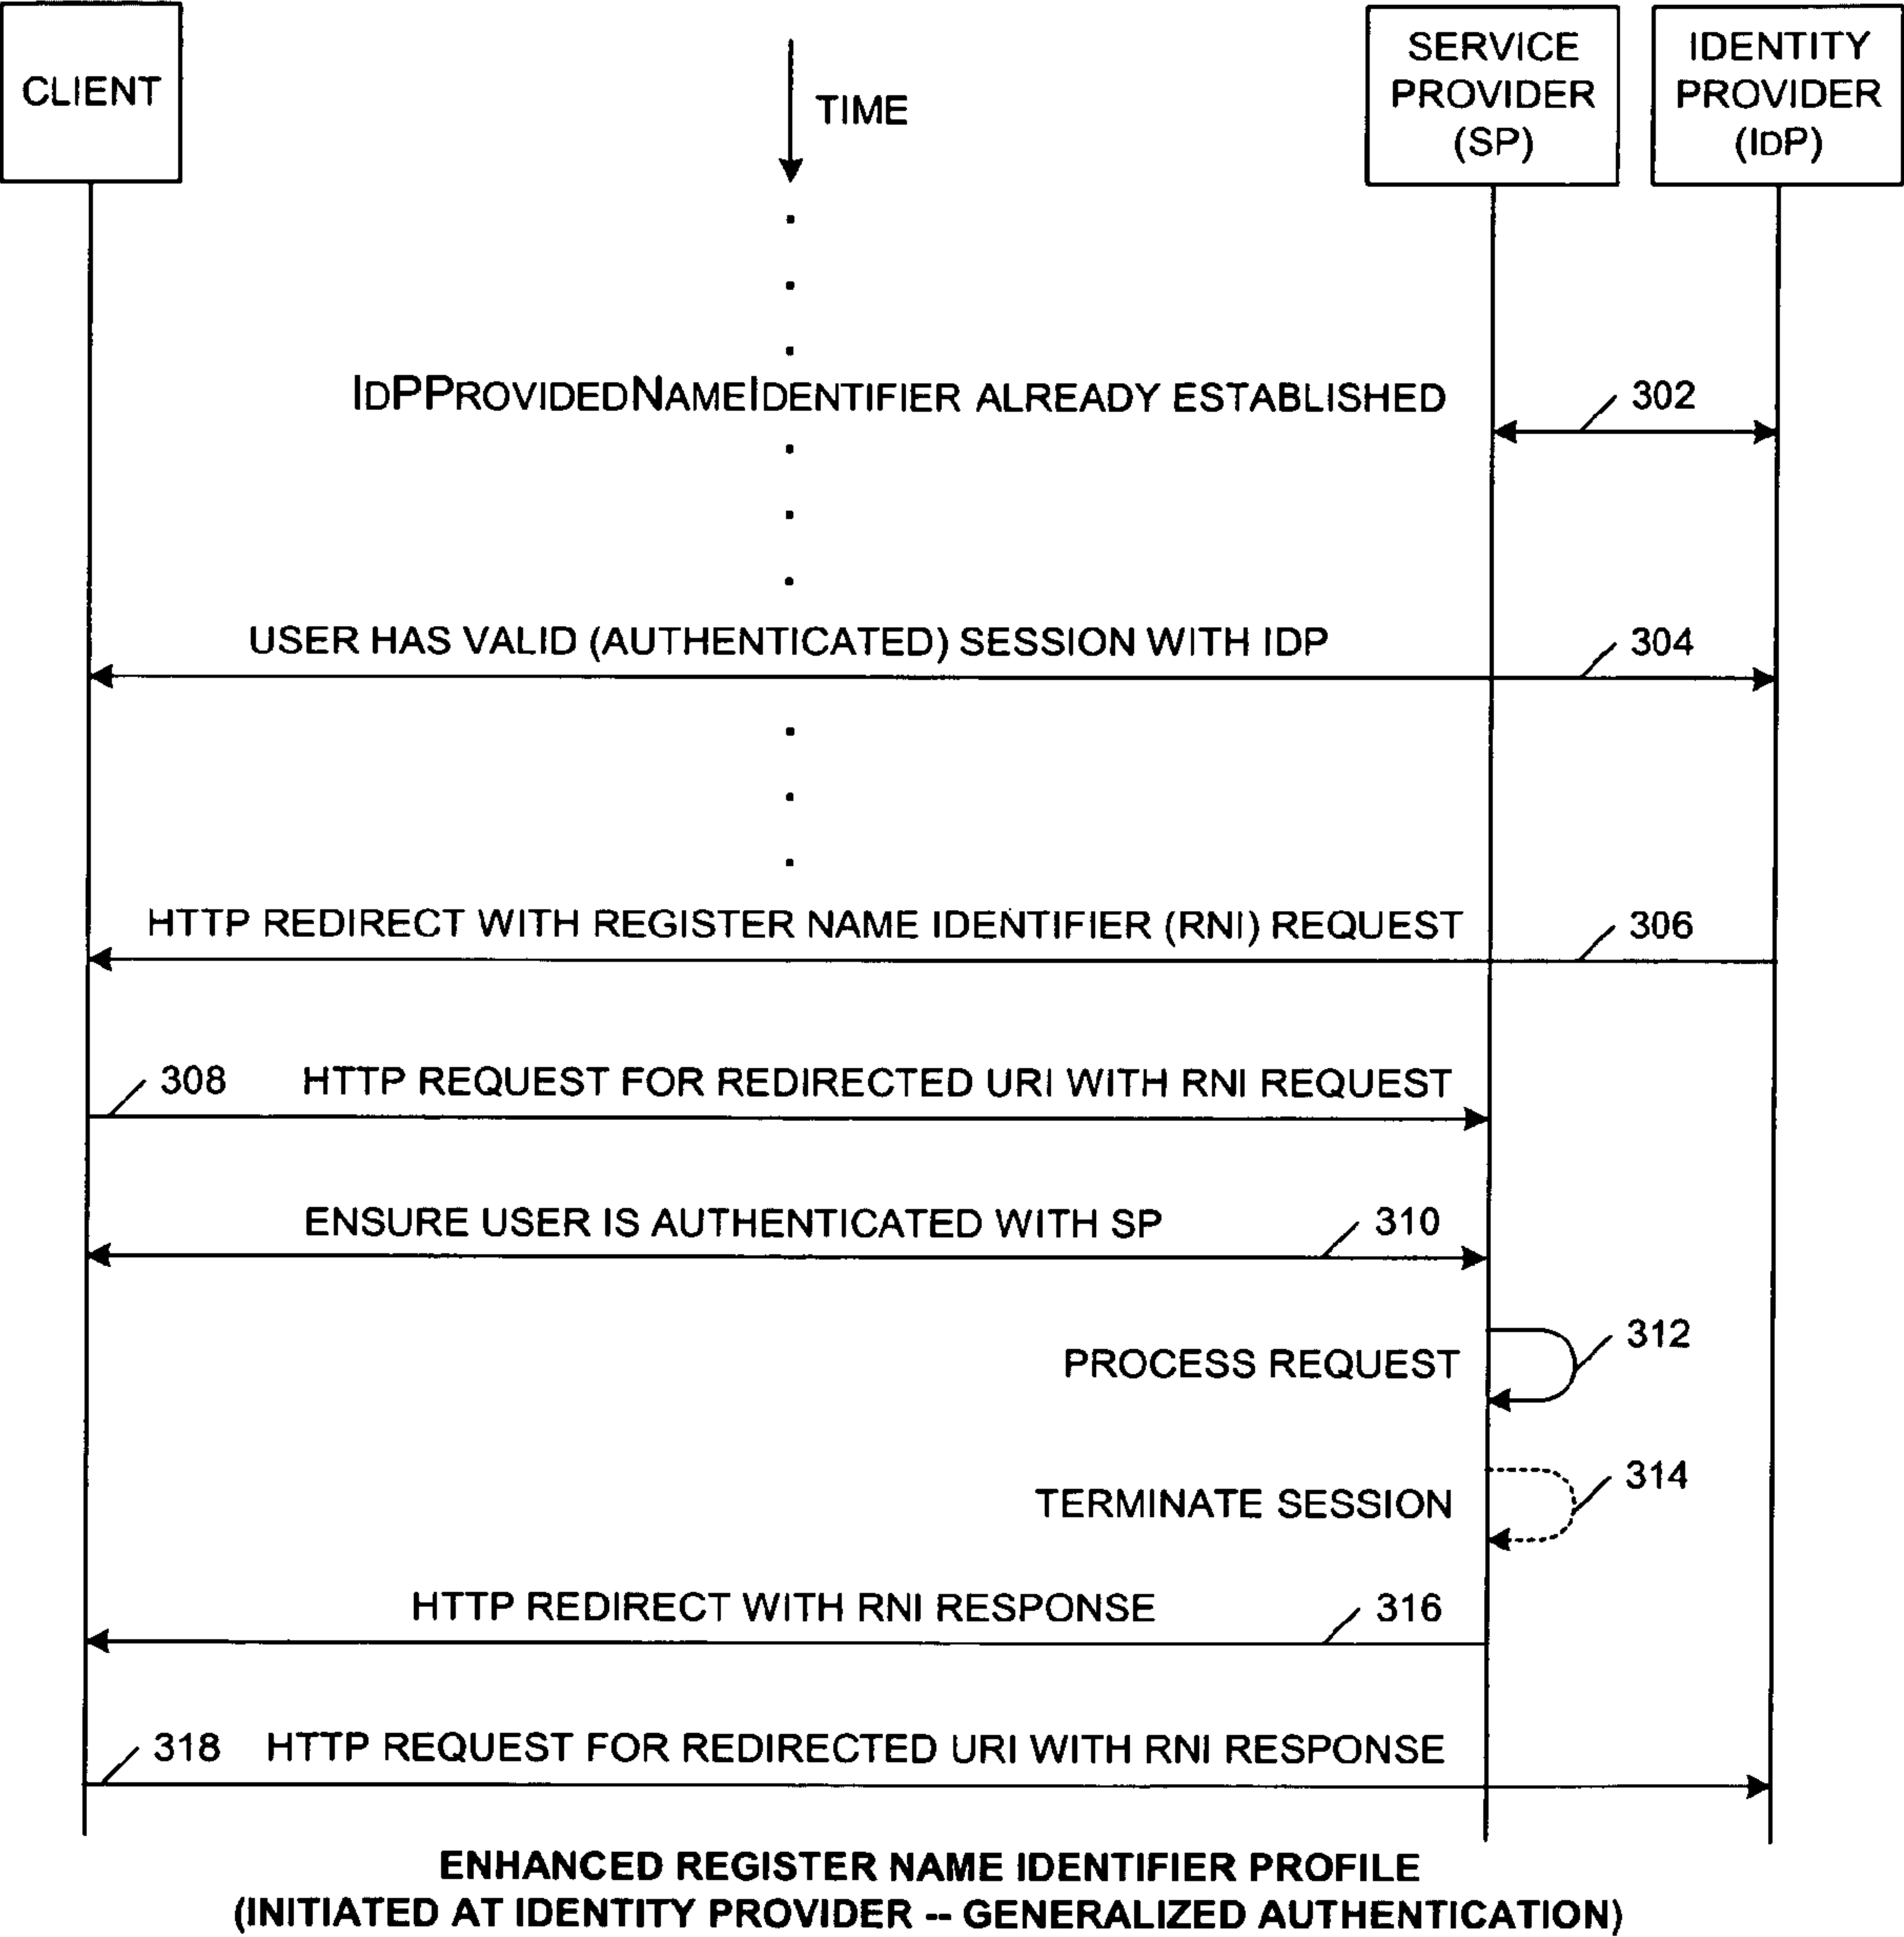 CLIENT
TIME
SERVICE
PROVIDER
(SP)
IDENTITY
PROVIDER
(IDP)
IDPPROVIDEDNAMEIDENTIFIER ALREADY ESTABLISHED
302
USER HAS VALID (AUTHENTICATED) SESSION WITH IDP
304
HTTP REDIRECT WITH REGISTER NAME IDENTIFIER (RNI) REQUEST
306
308
HTTP REQUEST FOR REDIRECTED URI WITH RNI REQUEST
ENSURE USER IS AUTHENTICATED WITH SP
310
PROCESS REQUEST
312
TERMINATE SESSION
314
HTTP REDIRECT WITH RNI RESPONSE
316
318
HTTP REQUEST FOR REDIRECTED URI WITH RNI RESPONSE
ENHANCED REGISTER NAME IDENTIFIER PROFILE
(INITIATED AT IDENTITY PROVIDER -- GENERALIZED AUTHENTICATION)